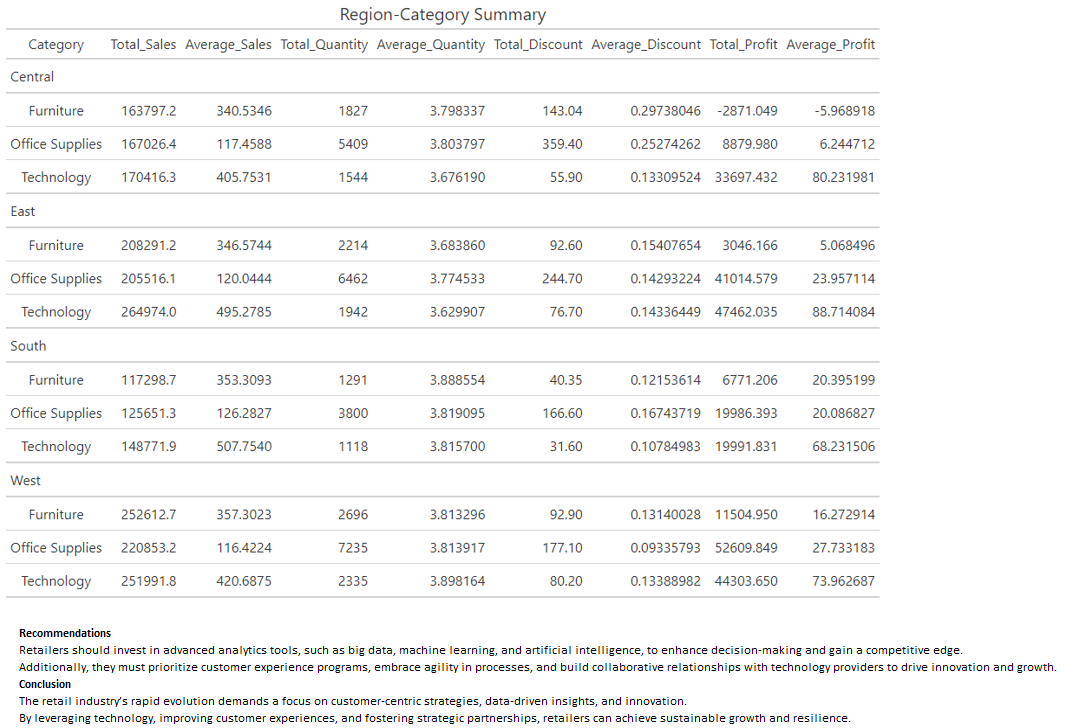 Region-Category Summary
Category Total_Sales Average_Sales Total_Quantity Average_Quantity Total_Discount Average_Discount Total_Profit Average_Profit
Central
Furniture 163797.2 340.5346 1827 3.798337 143.04 0.29738046 -2871.049 -5.968918
Office Supplies 167026.4 117.4588 5409 3.803797 359.40 0.25274262 8879.980 6.244712
Technology 170416.3 405.7531 1544 3.676190 55.90 0.13309524 33697.432 80.231981
East
Furniture 208291.2 346.5744 2214 3.683860 92.60 0.15407654 3046.166 5.068496
Office Supplies 205516.1 120.0444 6462 3.774533 244.70 0.14293224 41014.579 23.957114
Technology 264974.0 495.2785 1942 3.629907 76.70 0.14336449 47462.035 88.714084
South
Furniture 117298.7 353.3093 1291 3.888554 40.35 0.12153614 6771.206 20.395199
Office Supplies 125651.3 126.2827 3800 3.819095 166.60 0.16743719 19986.393 20.086827
Technology 148771.9 507.7540 1118 3.815700 31.60 0.10784983 19991.831 68.231506
West
Furniture 252612.7 357.3023 2696 3.813296 92.90 0.13140028 11504.950 16.272914
Office Supplies 220853.2 116.4224 7235 3.813917 177.10 0.09335793 52609.849 27.733183
Technology 251991.8 420.6875 2335 3.898164 80.20 0.13388982 44303.650 73.962687
Recommendations
Retailers should invest in advanced analytics tools, such as big data, machine learning, and artificial intelligence, to enhance decision-making and gain a competitive edge.
Additionally, they must prioritize customer experience programs, embrace agility in processes, and build collaborative relationships with technology providers to drive innovation and growth.
Conclusion
The retail industry's rapid evolution demands a focus on customer-centric strategies, data-driven insights, and innovation.
By leveraging technology, improving customer experiences, and fostering strategic partnerships, retailers can achieve sustainable growth and resilience.